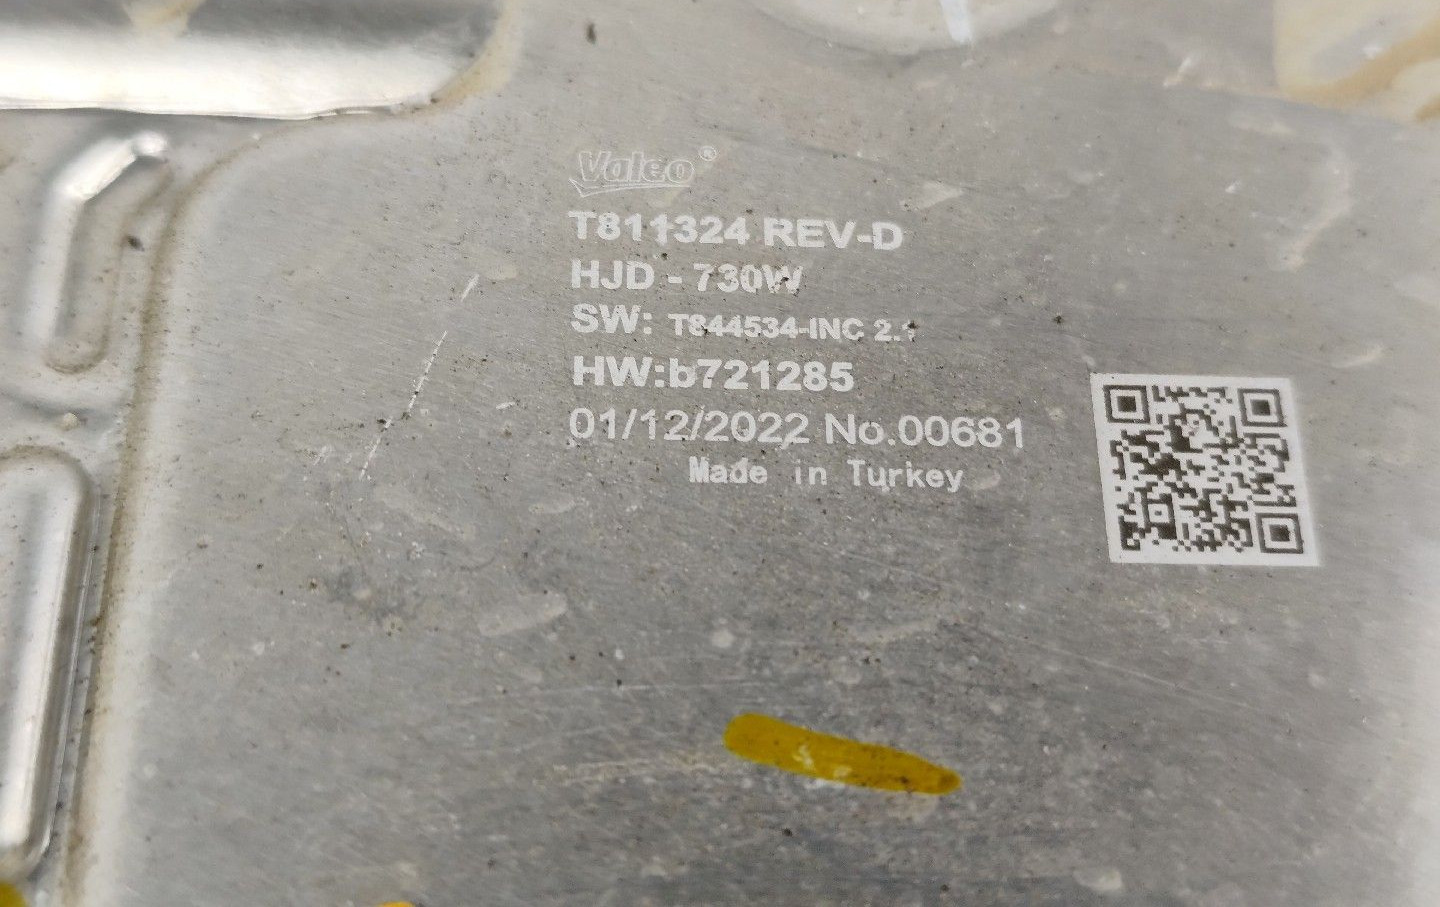 Valeo®
T811324 REV-D
HJD - 730W
SW: T844534-INC 2.1
HW:b721285
01/12/2022 No.00681
Made in Turkey